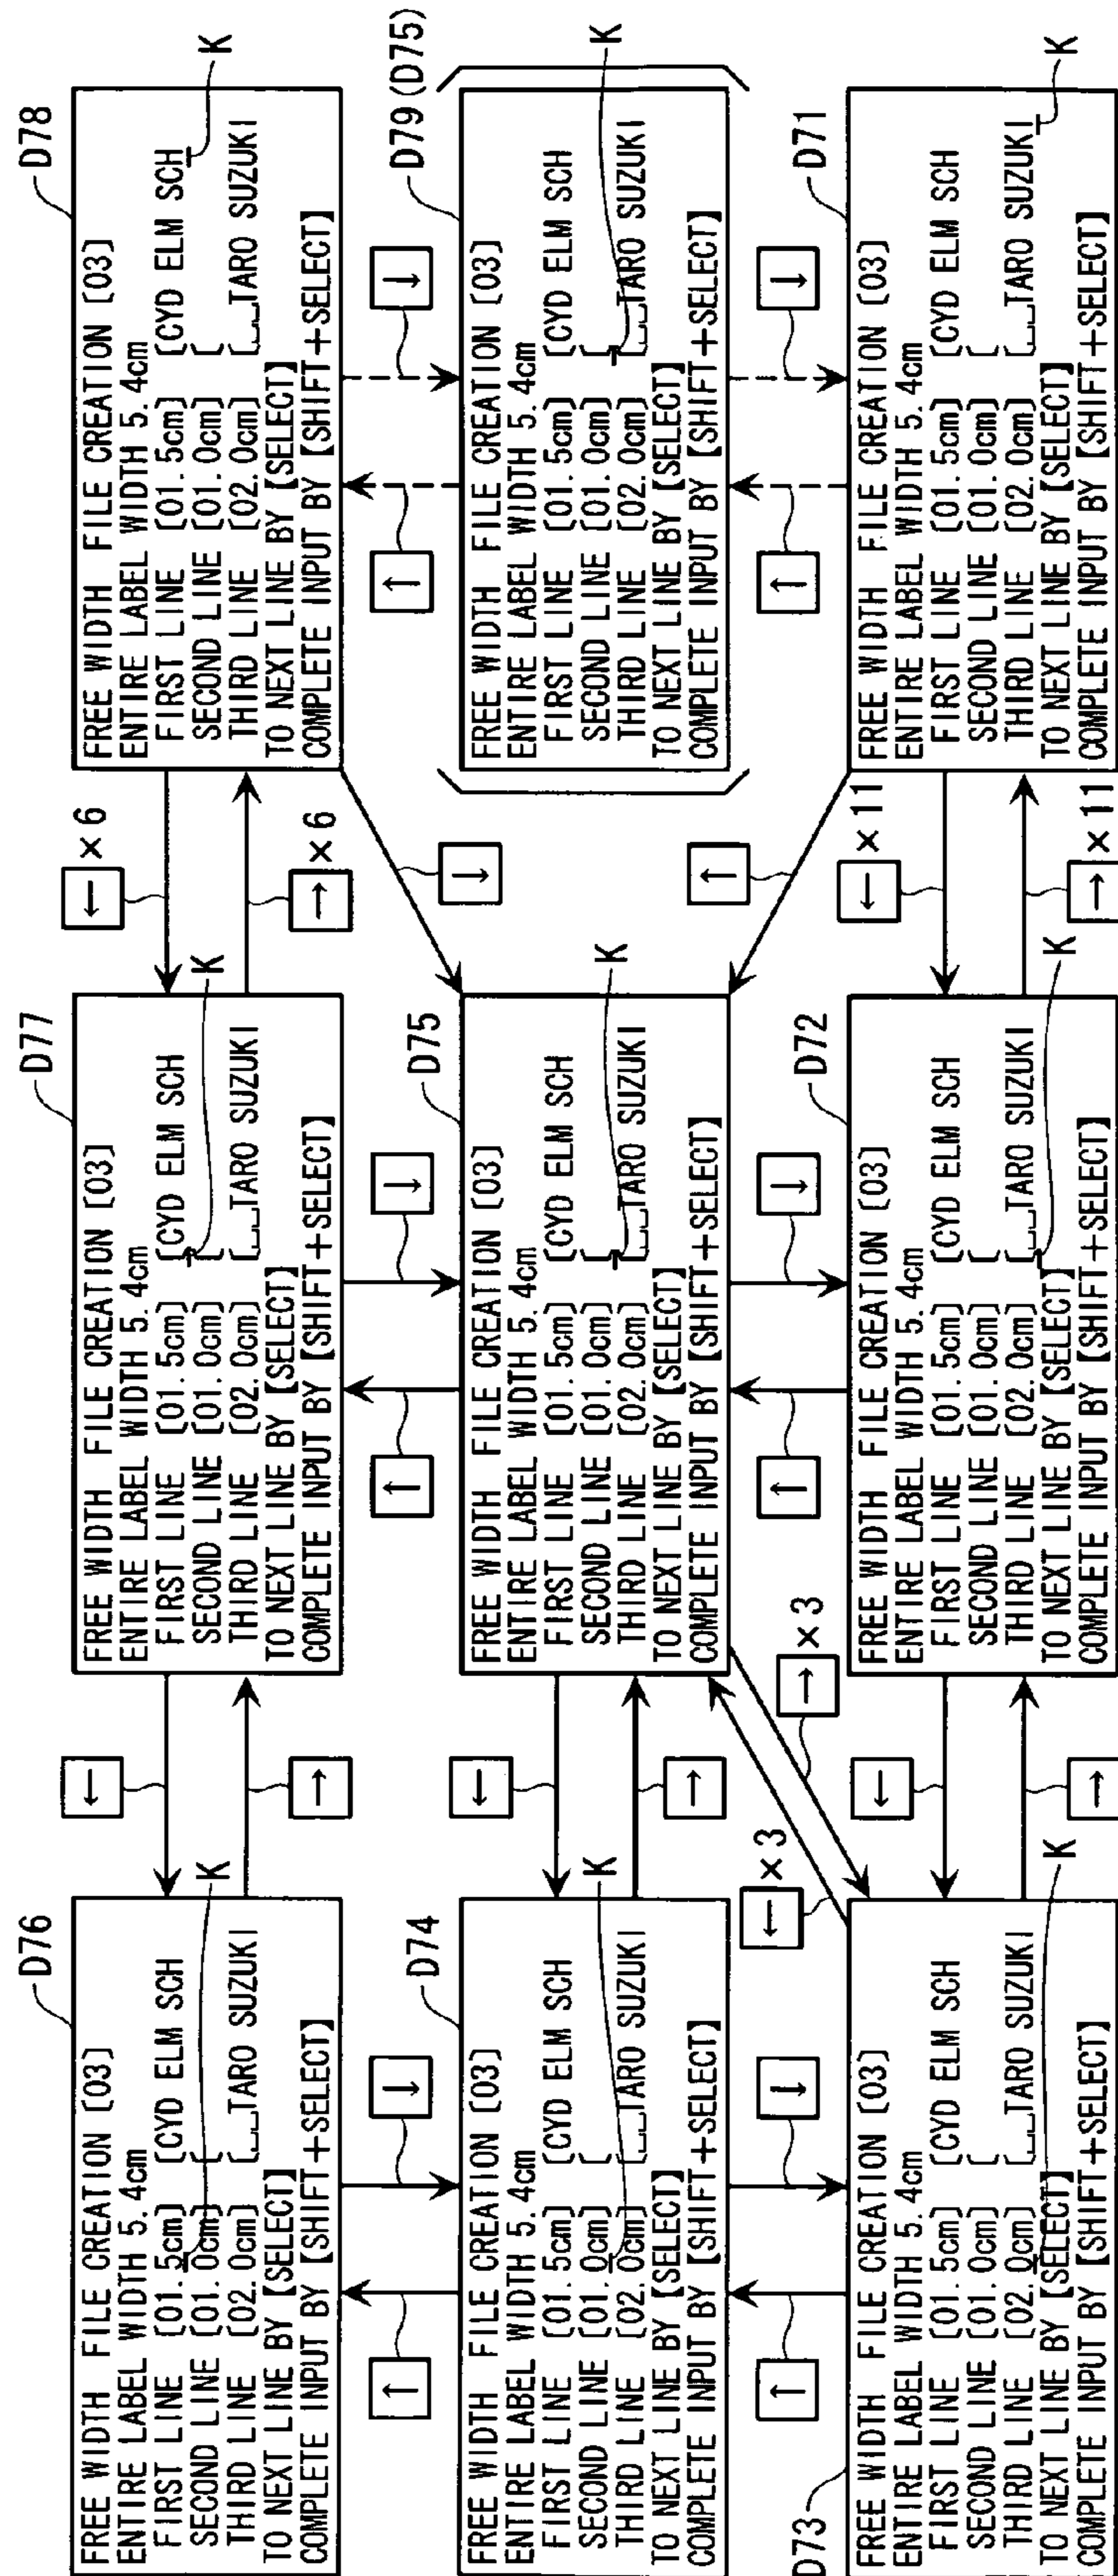 D76
FREE WIDTH FILE CREATION [03]
ENTIRE LABEL WIDTH 5.4cm
FIRST LINE [01.5cm] [CYD ELM SCH
SECOND LINE [01.0cm] [
THIRD LINE [02.0cm] [␣␣TARO SUZUKI
TO NEXT LINE BY [SELECT]
COMPLETE INPUT BY [SHIFT+SELECT]
K
←
→
D77
FREE WIDTH FILE CREATION [03]
ENTIRE LABEL WIDTH 5.4cm
FIRST LINE [01.5cm] [CYD ELM SCH
SECOND LINE [01.0cm] [
THIRD LINE [02.0cm] [␣␣TARO SUZUKI
TO NEXT LINE BY [SELECT]
COMPLETE INPUT BY [SHIFT+SELECT]
K
← ×6
→ ×6
D78
FREE WIDTH FILE CREATION [03]
ENTIRE LABEL WIDTH 5.4cm
FIRST LINE [01.5cm] [CYD ELM SCH
SECOND LINE [01.0cm] [
THIRD LINE [02.0cm] [␣␣TARO SUZUKI
TO NEXT LINE BY [SELECT]
COMPLETE INPUT BY [SHIFT+SELECT]
K
↑
↓
↑
↓
↓
↑
↓
D74
FREE WIDTH FILE CREATION [03]
ENTIRE LABEL WIDTH 5.4cm
FIRST LINE [01.5cm] [CYD ELM SCH
SECOND LINE [01.0cm] [
THIRD LINE [02.0cm] [␣␣TARO SUZUKI
TO NEXT LINE BY [SELECT]
COMPLETE INPUT BY [SHIFT+SELECT]
K
←
→
D75
FREE WIDTH FILE CREATION [03]
ENTIRE LABEL WIDTH 5.4cm
FIRST LINE [01.5cm] [CYD ELM SCH
SECOND LINE [01.0cm] [
THIRD LINE [02.0cm] [␣␣TARO SUZUKI
TO NEXT LINE BY [SELECT]
COMPLETE INPUT BY [SHIFT+SELECT]
K
D79(D75)
FREE WIDTH FILE CREATION [03]
ENTIRE LABEL WIDTH 5.4cm
FIRST LINE [01.5cm] [CYD ELM SCH
SECOND LINE [01.0cm] [
THIRD LINE [02.0cm] [␣␣TARO SUZUKI
TO NEXT LINE BY [SELECT]
COMPLETE INPUT BY [SHIFT+SELECT]
K
↑
↓
← ×3
→ ×3
↑
↓
↑
↑
↓
D73
FREE WIDTH FILE CREATION [03]
ENTIRE LABEL WIDTH 5.4cm
FIRST LINE [01.5cm] [CYD ELM SCH
SECOND LINE [01.0cm] [
THIRD LINE [02.0cm] [␣␣TARO SUZUKI
TO NEXT LINE BY [SELECT]
COMPLETE INPUT BY [SHIFT+SELECT]
K
←
→
D72
FREE WIDTH FILE CREATION [03]
ENTIRE LABEL WIDTH 5.4cm
FIRST LINE [01.5cm] [CYD ELM SCH
SECOND LINE [01.0cm] [
THIRD LINE [02.0cm] [␣␣TARO SUZUKI
TO NEXT LINE BY [SELECT]
COMPLETE INPUT BY [SHIFT+SELECT]
K
← ×11
→ ×11
D71
FREE WIDTH FILE CREATION [03]
ENTIRE LABEL WIDTH 5.4cm
FIRST LINE [01.5cm] [CYD ELM SCH
SECOND LINE [01.0cm] [
THIRD LINE [02.0cm] [␣␣TARO SUZUKI
TO NEXT LINE BY [SELECT]
COMPLETE INPUT BY [SHIFT+SELECT]
K